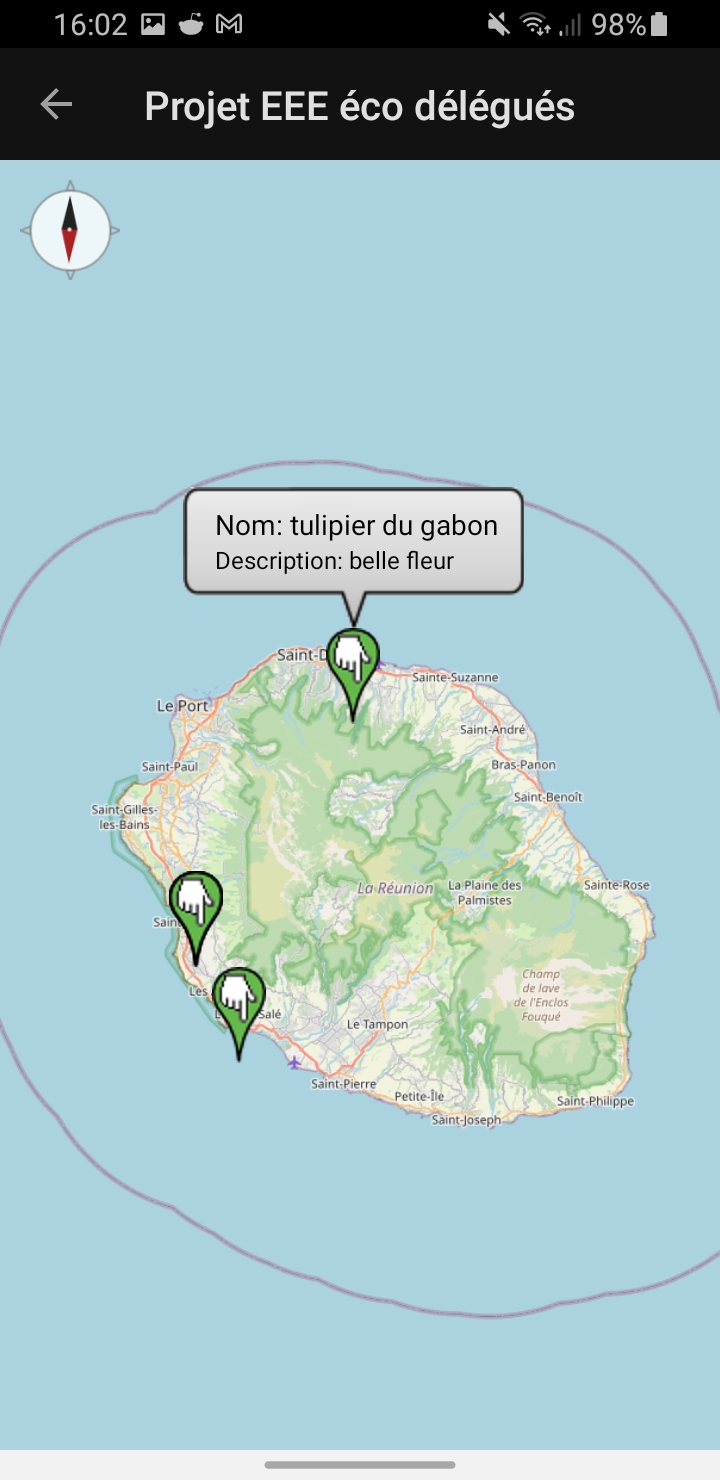 16:02
98%
Projet EEE éco délégués
Nom: tulipier du gabon
Description: belle fleur
Saint-D
Sainte-Suzanne
Le Port
Saint-André
Saint-Paul
Bras-Panon
Saint-Benoît
Saint-Gilles-
les-Bains
La Réunion
La Plaine des
Palmistes
Sainte-Rose
Sain
Champ
de lave
de l'Enclos
Fouqué
Les
L
Salé
Le Tampon
Saint-Pierre
Petite-Île
Saint-Philippe
Saint-Joseph